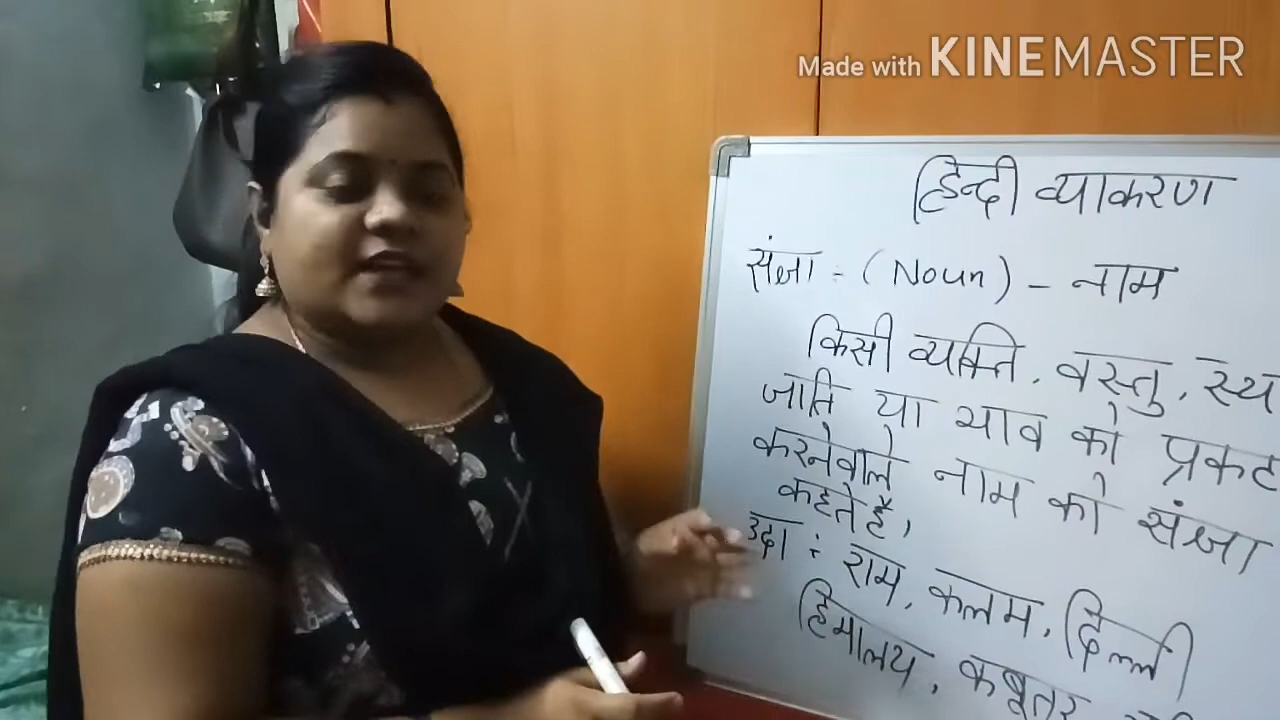 Made with KINEMASTER
हिन्दी व्याकरण
संज्ञा - (Noun) - नाम
किसी व्यक्ति, वस्तु, स्थ
जाति या भाव को प्रकट
करनेवाले नाम को संज्ञा
कहते हैं,
उदा : राम, कलम, दिल्ली
हिमालय, कबूतर